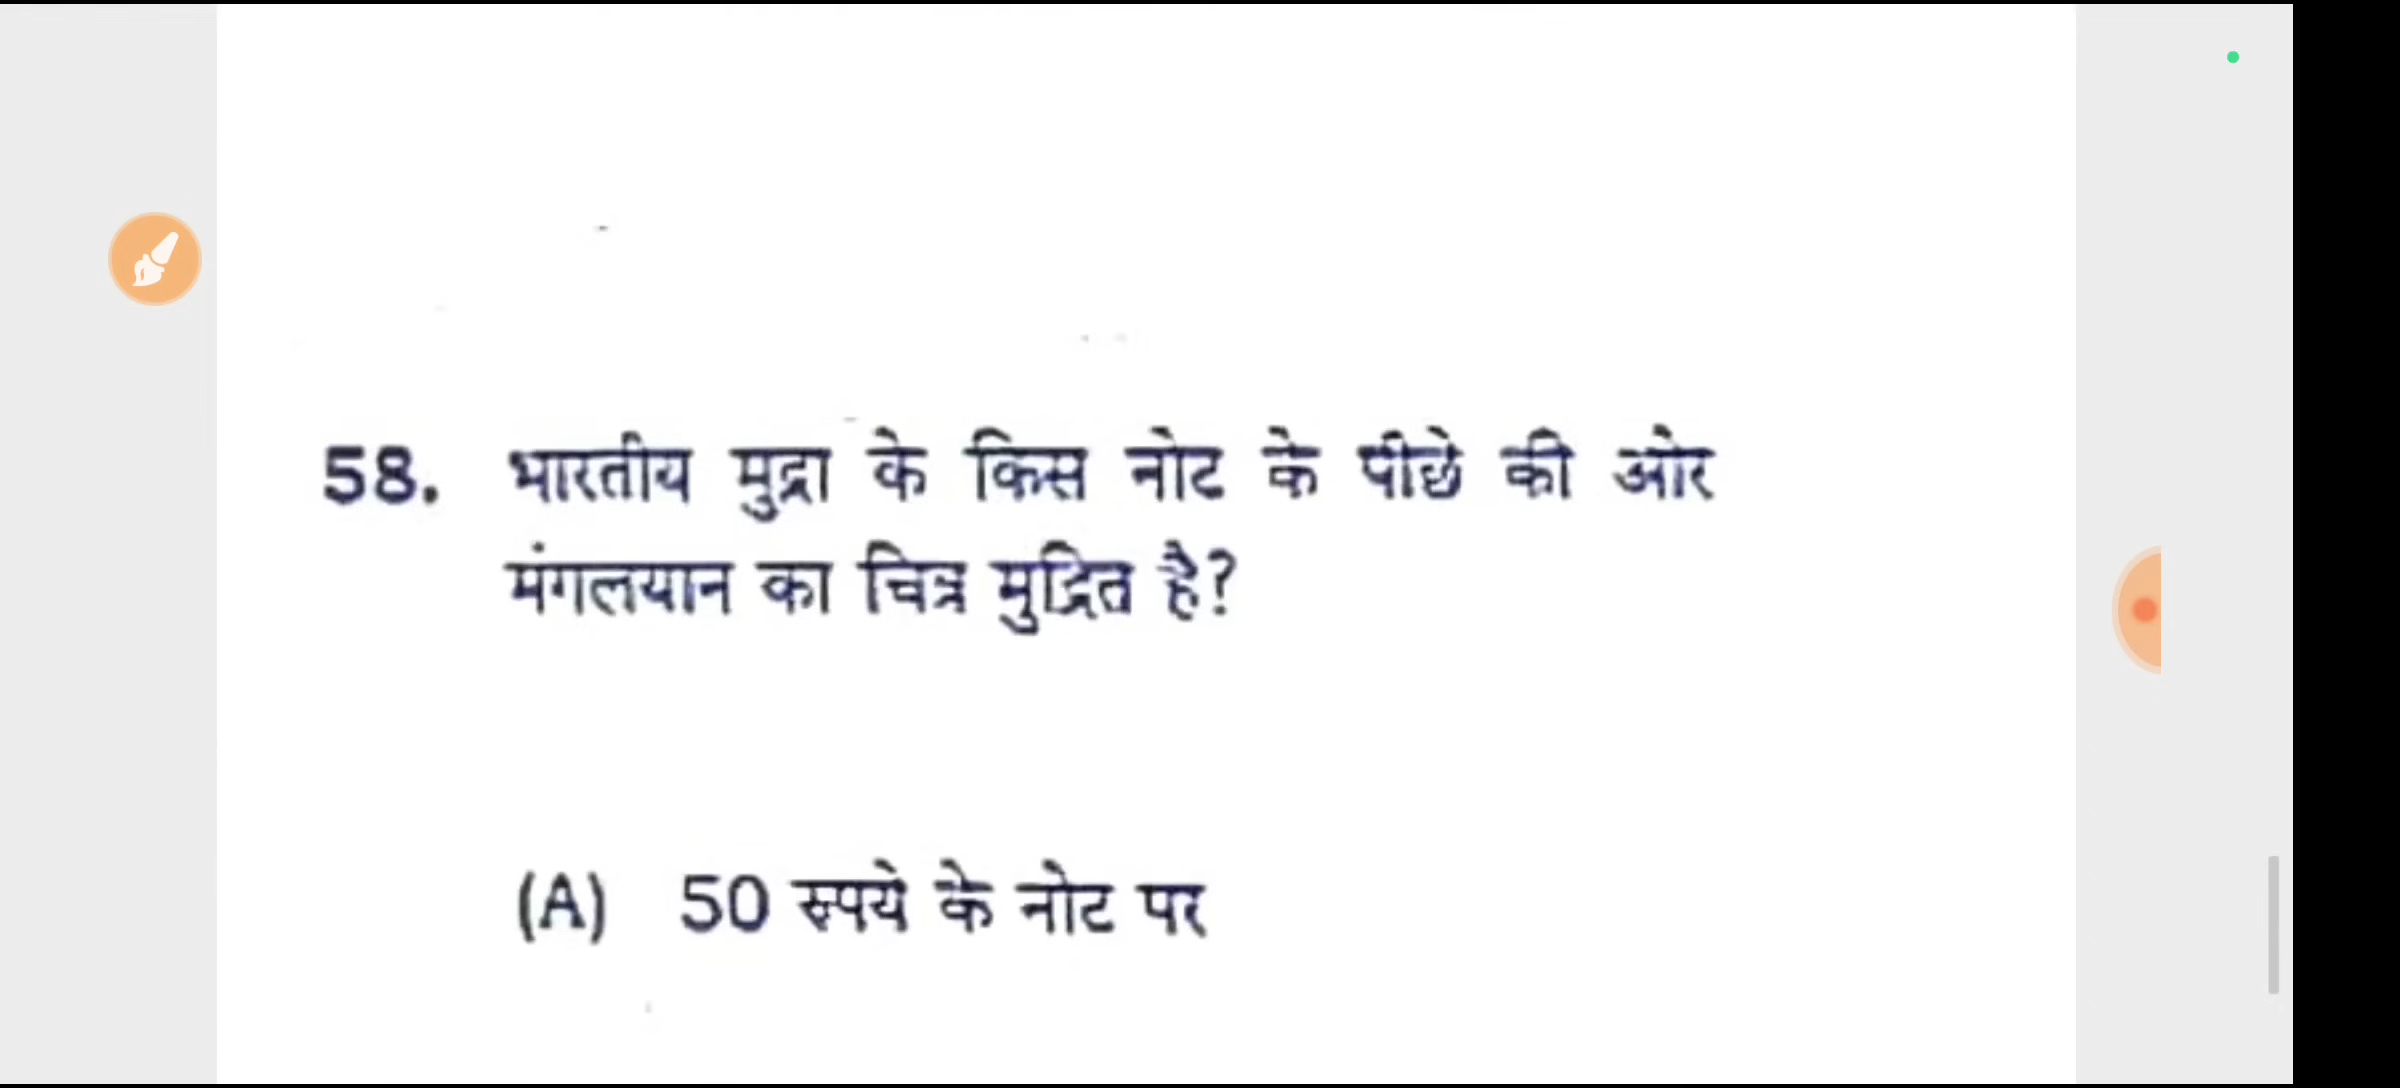 58. भारतीय मुद्रा के किस नोट के पीछे की ओर
मंगलयान का चित्र मुद्रित है?
(A) 50 रुपये के नोट पर